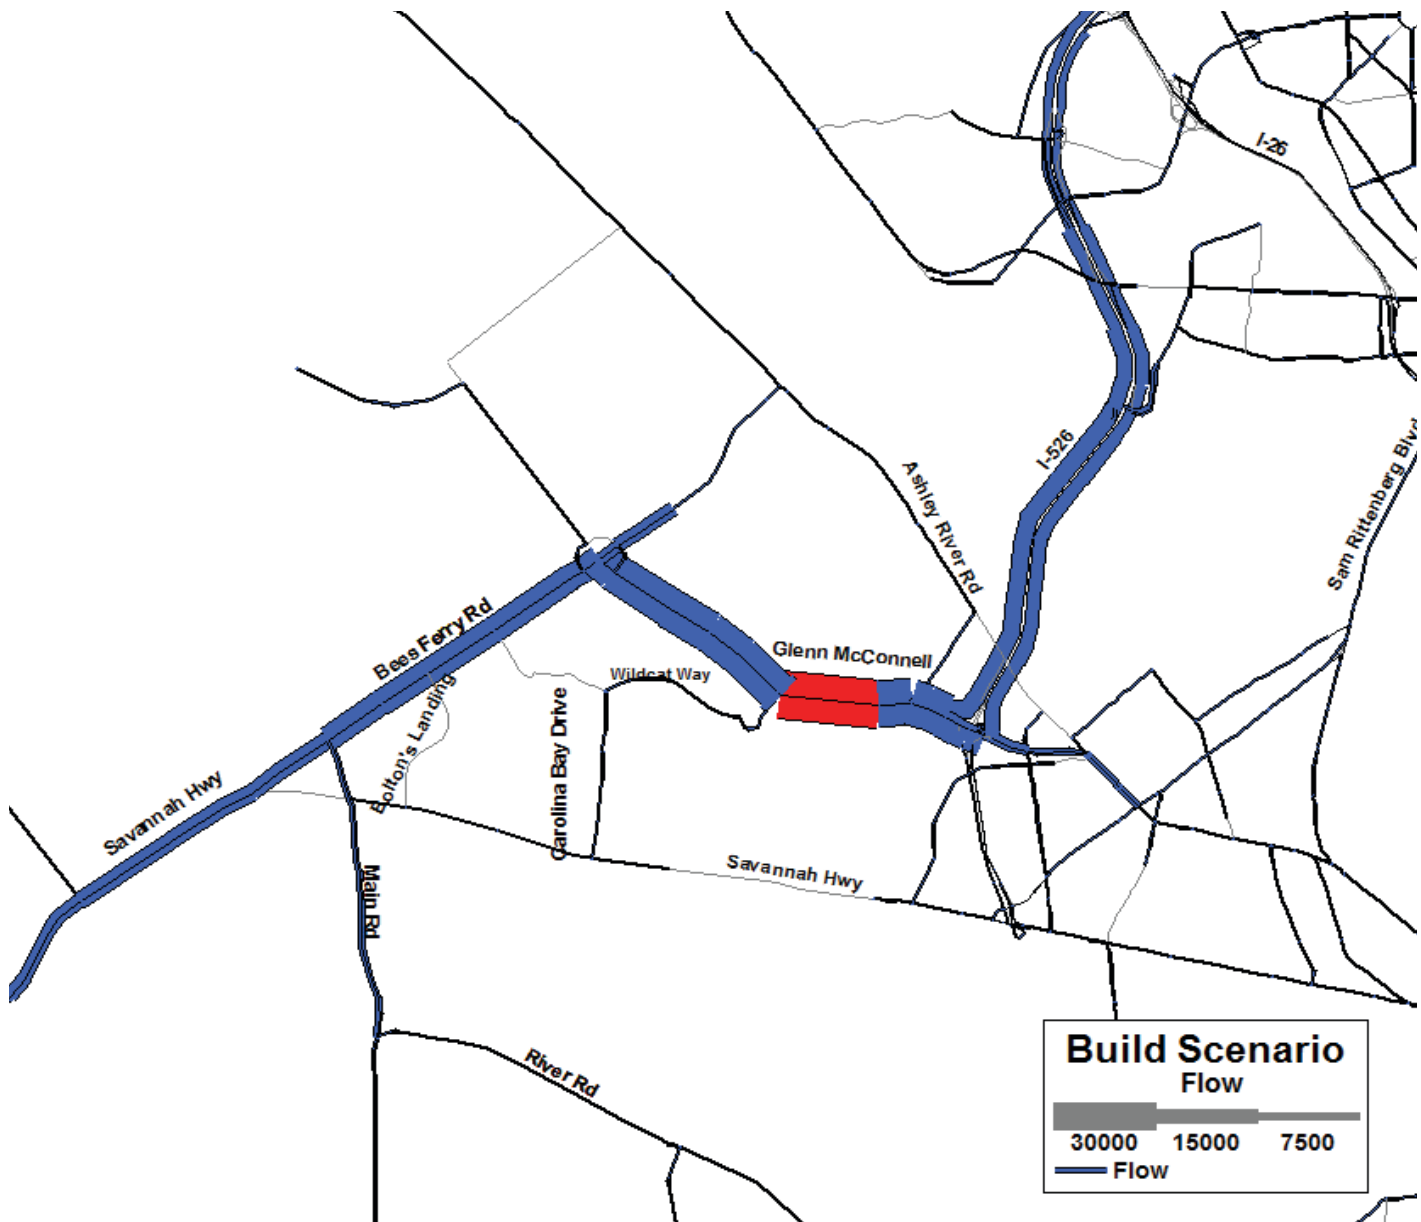 I-26
I-526
Ashley River Rd
Sam Rittenberg Blvd
Bees Ferry Rd
Glenn McConnell
Wildcat Way
Bolton's Landing
Carolina Bay Drive
Savannah Hwy
Savannah Hwy
Main Rd
River Rd
Build Scenario
Flow
30000 15000 7500
Flow